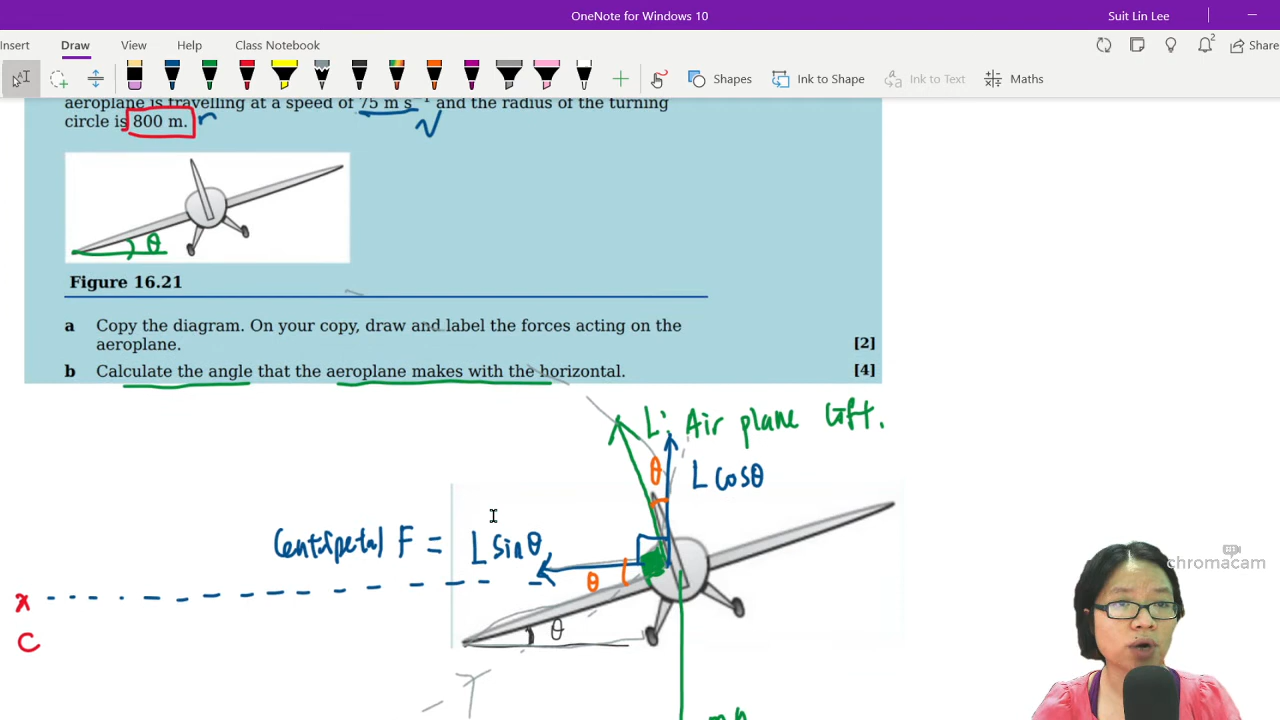 OneNote for Windows 10
Suit Lin Lee
Insert Draw View Help Class Notebook
2
Share
Shapes Ink to Shape Ink to Text Maths
aeroplane is travelling at a speed of 75 m s⁻¹ and the radius of the turning
circle is 800 m. r
v
θ
Figure 16.21
a Copy the diagram. On your copy, draw and label the forces acting on the
aeroplane. [2]
b Calculate the angle that the aeroplane makes with the horizontal. [4]
L: Air plane Lift.
θ L cosθ
Centripetal F = L sinθ
θ
x
C
θ
chromacam